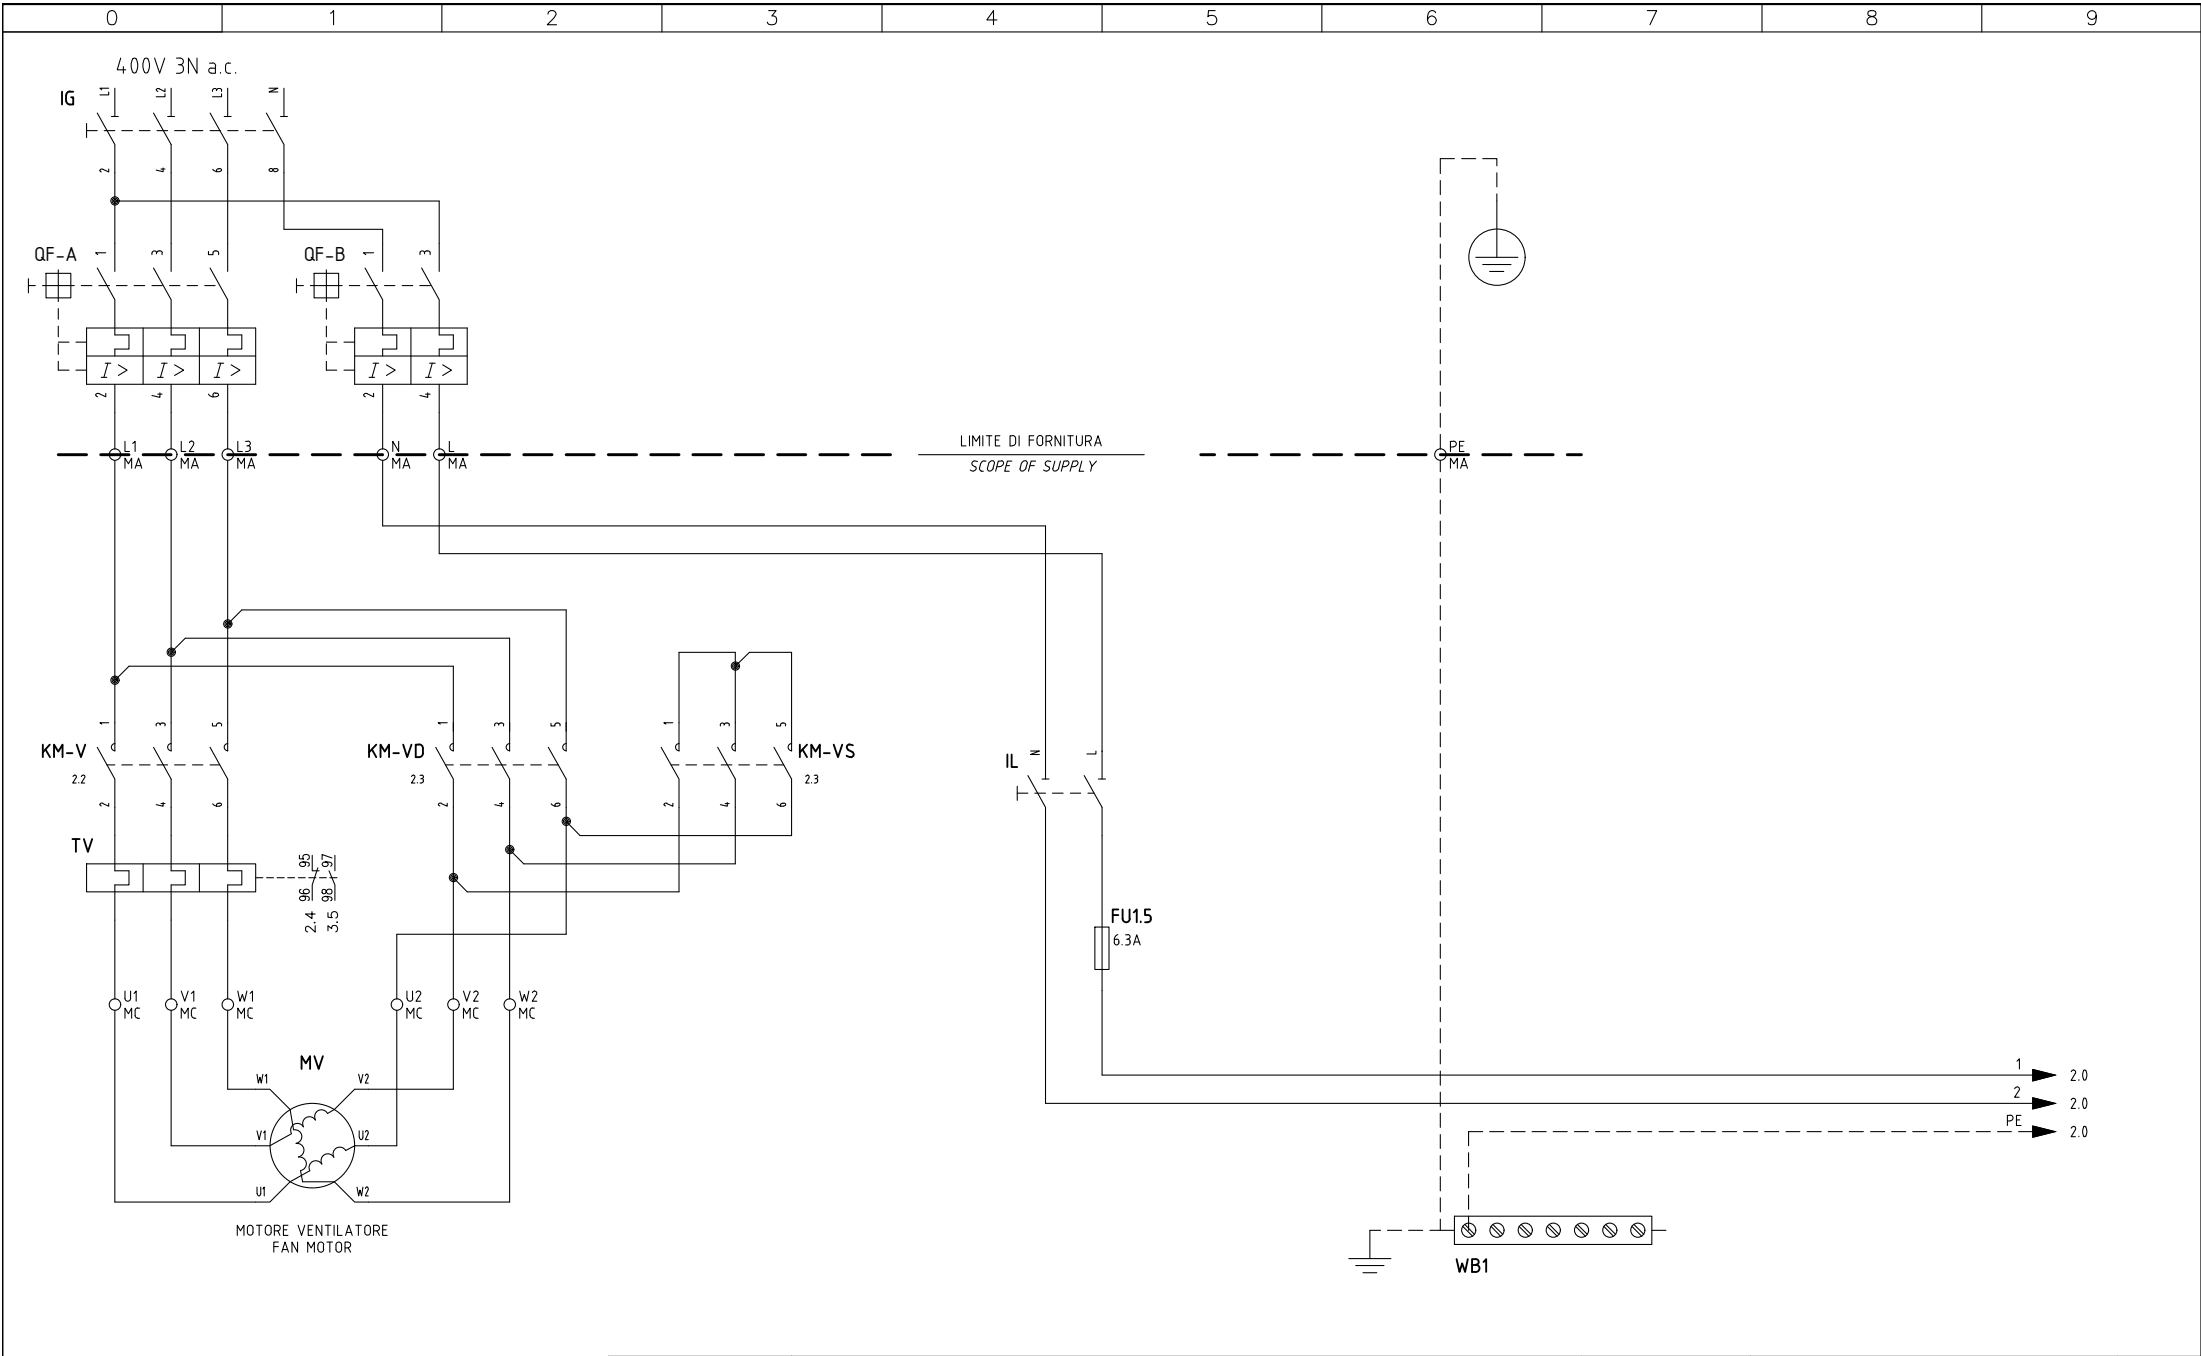 0 1 2 3 4 5 6 7 8 9
400V 3N a.c.
IG
L1 L2 L3 N
2 4 6 8
QF-A 1 3 5
QF-B 1 3
I> I> I>
I> I>
2 4 6
2 4
L1 MA
L2 MA
L3 MA
N MA
L MA
LIMITE DI FORNITURA
SCOPE OF SUPPLY
PE MA
1 3 5
KM-V
2.2
2 4 6
1 3 5
KM-VD
2.3
2 4 6
1 3 5
KM-VS
2.3
2 4 6
IL
N L
TV
95 97
96 98
2.4 3.5
FU1.5
6.3A
U1 MC
V1 MC
W1 MC
U2 MC
V2 MC
W2 MC
MV
W1 V2
V1 U2
U1 W2
MOTORE VENTILATORE
FAN MOTOR
1 2.0
2 2.0
PE 2.0
WB1